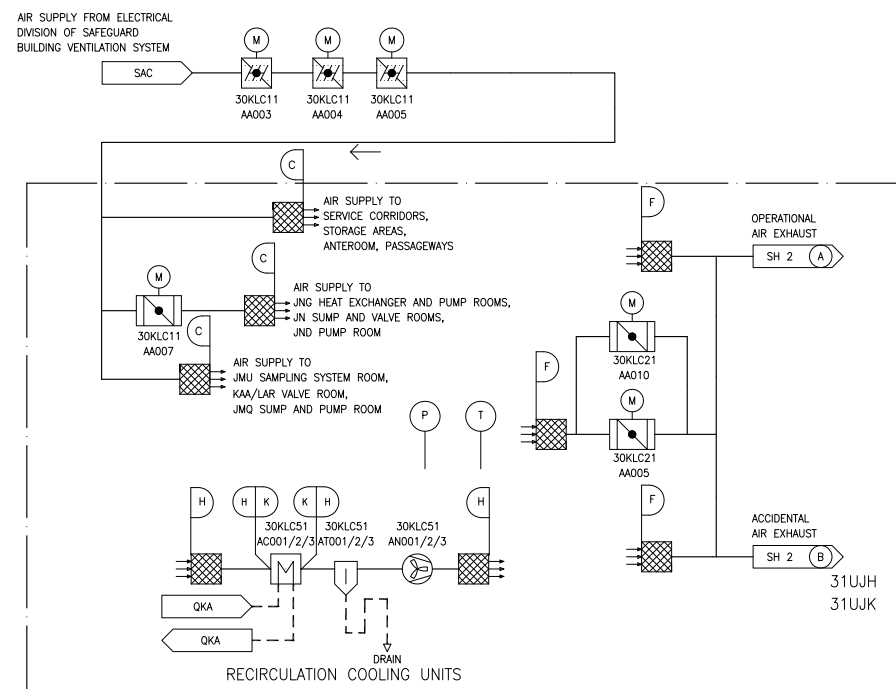 AIR SUPPLY FROM ELECTRICAL
DIVISION OF SAFEGUARD
BUILDING VENTILATION SYSTEM
SAC
M
M
M
30KLC11
AA003
30KLC11
AA004
30KLC11
AA005
C
AIR SUPPLY TO
SERVICE CORRIDORS,
STORAGE AREAS,
ANTEROOM, PASSAGEWAYS
F
OPERATIONAL
AIR EXHAUST
SH 2
A
C
M
30KLC11
AA007
AIR SUPPLY TO
JNG HEAT EXCHANGER AND PUMP ROOMS,
JN SUMP AND VALVE ROOMS,
JND PUMP ROOM
M
30KLC21
AA010
C
AIR SUPPLY TO
JMU SAMPLING SYSTEM ROOM,
KAA/LAR VALVE ROOM,
JMQ SUMP AND PUMP ROOM
F
M
30KLC21
AA005
P
T
H
H
K
K
H
30KLC51
AC001/2/3
30KLC51
AT001/2/3
30KLC51
AN001/2/3
H
F
ACCIDENTAL
AIR EXHAUST
SH 2
B
31UJH
31UJK
QKA
QKA
DRAIN
RECIRCULATION COOLING UNITS